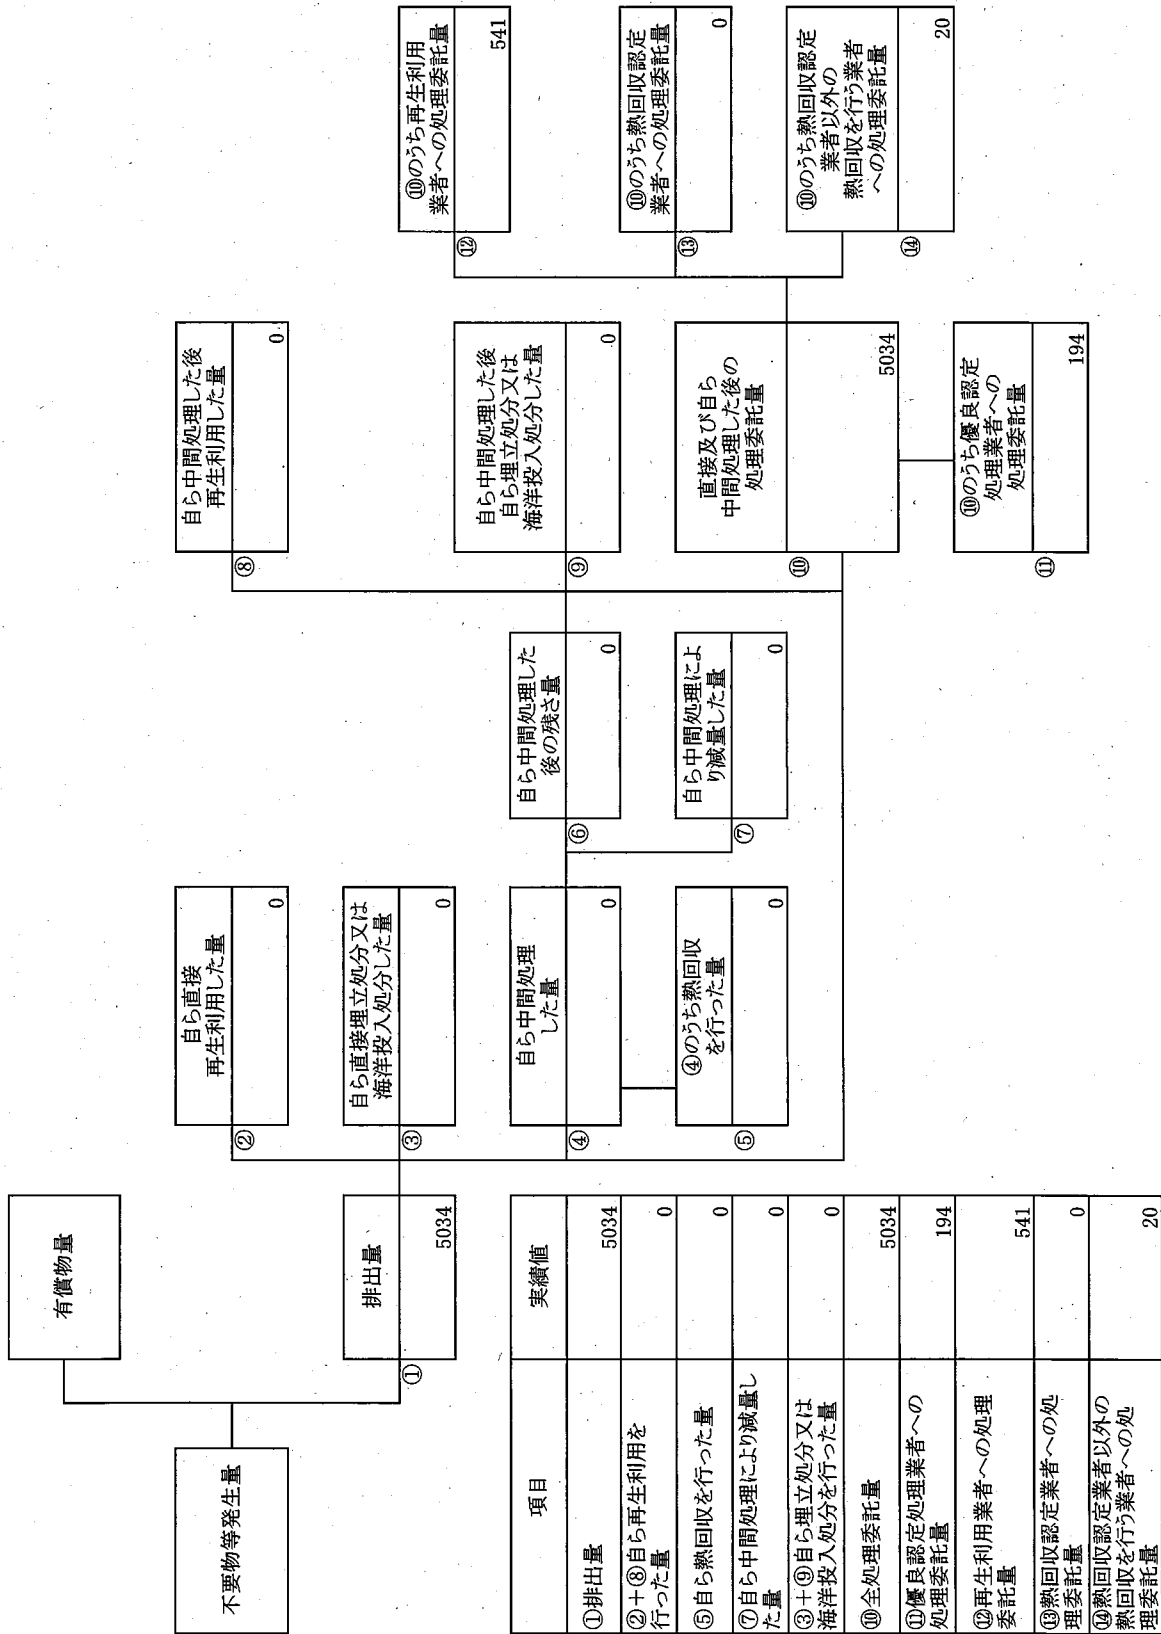 不要物等発生量
有償物量
①
排出量
5034
②
自ら直接
再生利用した量
0
③
自ら直接埋立処分又は
海洋投入処分した量
0
④
自ら中間処理
した量
0
⑤
④のうち熱回収
を行った量
0
⑥
自ら中間処理した
後の残さ量
0
⑦
自ら中間処理によ
り減量した量
0
⑧
自ら中間処理した後
再生利用した量
0
⑨
自ら中間処理した後
自ら埋立処分又は
海洋投入処分した量
0
⑩
直接及び自ら
中間処理した後の
処理委託量
5034
⑪
⑩のうち優良認定
処理業者への
処理委託量
194
⑫
⑩のうち再生利用
業者への処理委託量
541
⑬
⑩のうち熱回収認定
業者への処理委託量
0
⑭
⑩のうち熱回収認定
業者以外の
熱回収を行う業者
への処理委託量
20
項目
実績値
①排出量
5034
②+⑧自ら再生利用を
行った量
0
⑤自ら熱回収を行った量
0
⑦自ら中間処理により減量し
た量
0
③+⑨自ら埋立処分又は
海洋投入処分を行った量
0
⑩全処理委託量
5034
⑪優良認定処理業者への
処理委託量
194
⑫再生利用業者への処理
委託量
541
⑬熱回収認定業者への処
理委託量
0
⑭熱回収認定業者以外の
熱回収を行う業者への処
理委託量
20